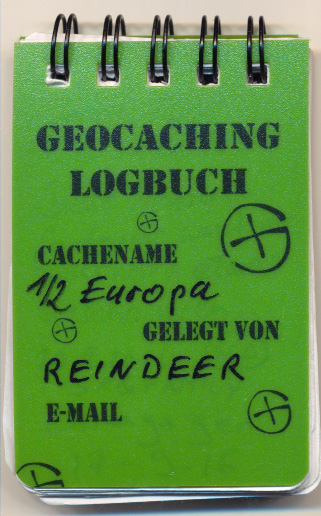 GEOCACHING
LOGBUCH
CACHENAME
1/2 Europa
GELEGT VON
REINDEER
E-MAIL